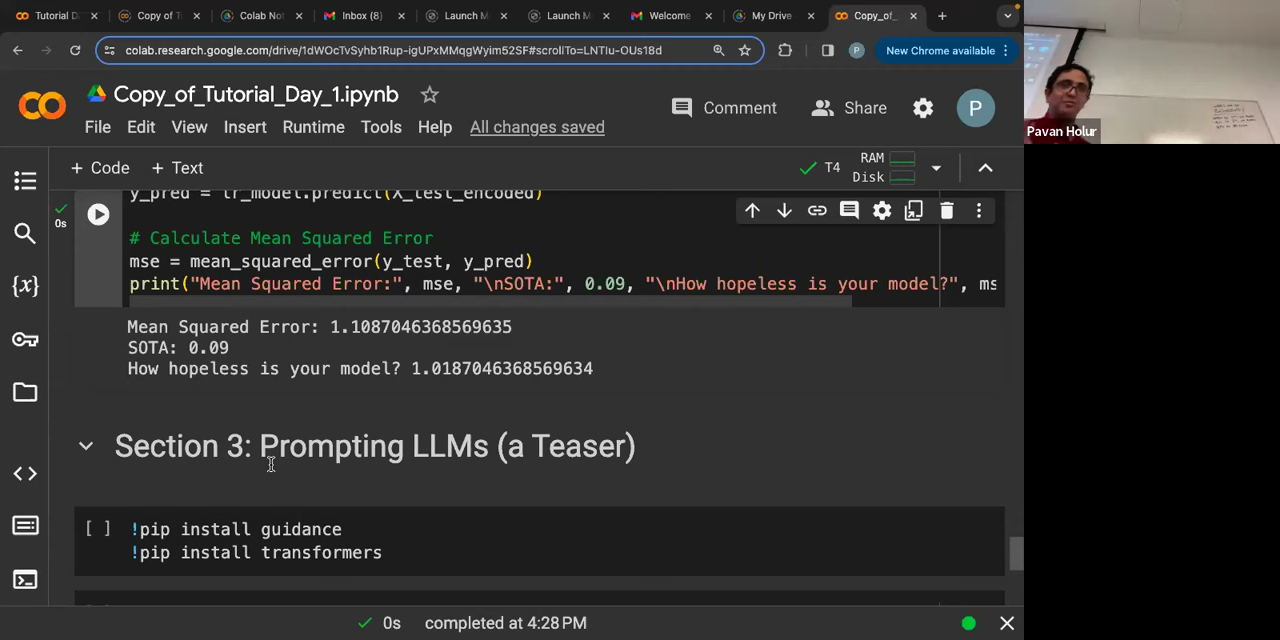 Tutorial D
Copy of T
Colab Not
Inbox (8)
Launch M
Launch M
Welcome
My Drive
Copy_of_
colab.research.google.com/drive/1dWOcTvSyhb1Rup-igUPxMMqgWyim52SF#scrollTo=LNTlu-OUs18d
P
New Chrome available
Copy_of_Tutorial_Day_1.ipynb
Comment
Share
P
File Edit View Insert Runtime Tools Help All changes saved
+ Code + Text
T4
RAM
Disk
y_pred = lr_model.predict(X_test_encoded)
0s
# Calculate Mean Squared Error
mse = mean_squared_error(y_test, y_pred)
print("Mean Squared Error:", mse, "\nSOTA:", 0.09, "\nHow hopeless is your model?", ms
Mean Squared Error: 1.1087046368569635
SOTA: 0.09
How hopeless is your model? 1.0187046368569634
Section 3: Prompting LLMs (a Teaser)
[ ] !pip install guidance
!pip install transformers
0s completed at 4:28 PM
Pavan Holur